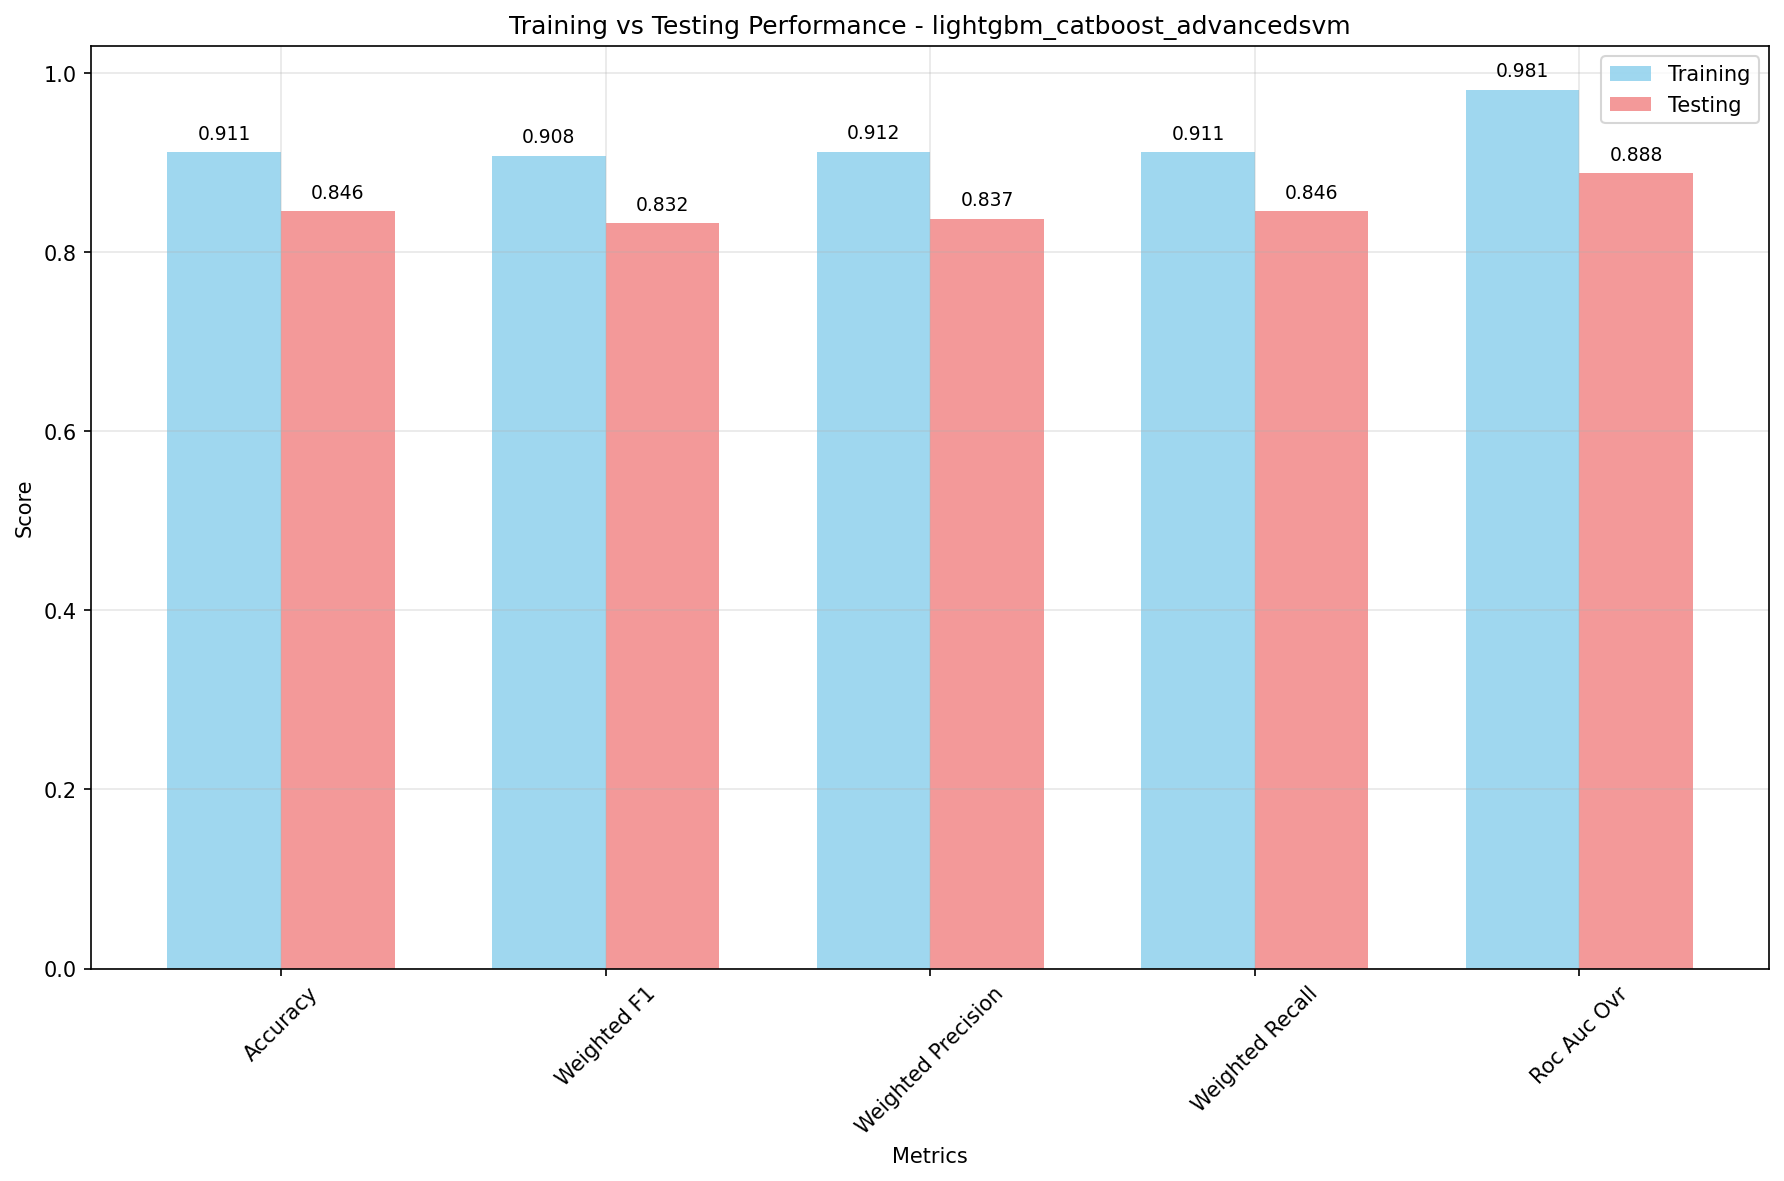 Training vs Testing Performance - lightgbm_catboost_advancedsvm
Training
Testing
0.911
0.846
0.908
0.832
0.912
0.837
0.911
0.846
0.981
0.888
1.0
0.8
0.6
0.4
0.2
0.0
Score
Accuracy
Weighted F1
Weighted Precision
Weighted Recall
Roc Auc Ovr
Metrics